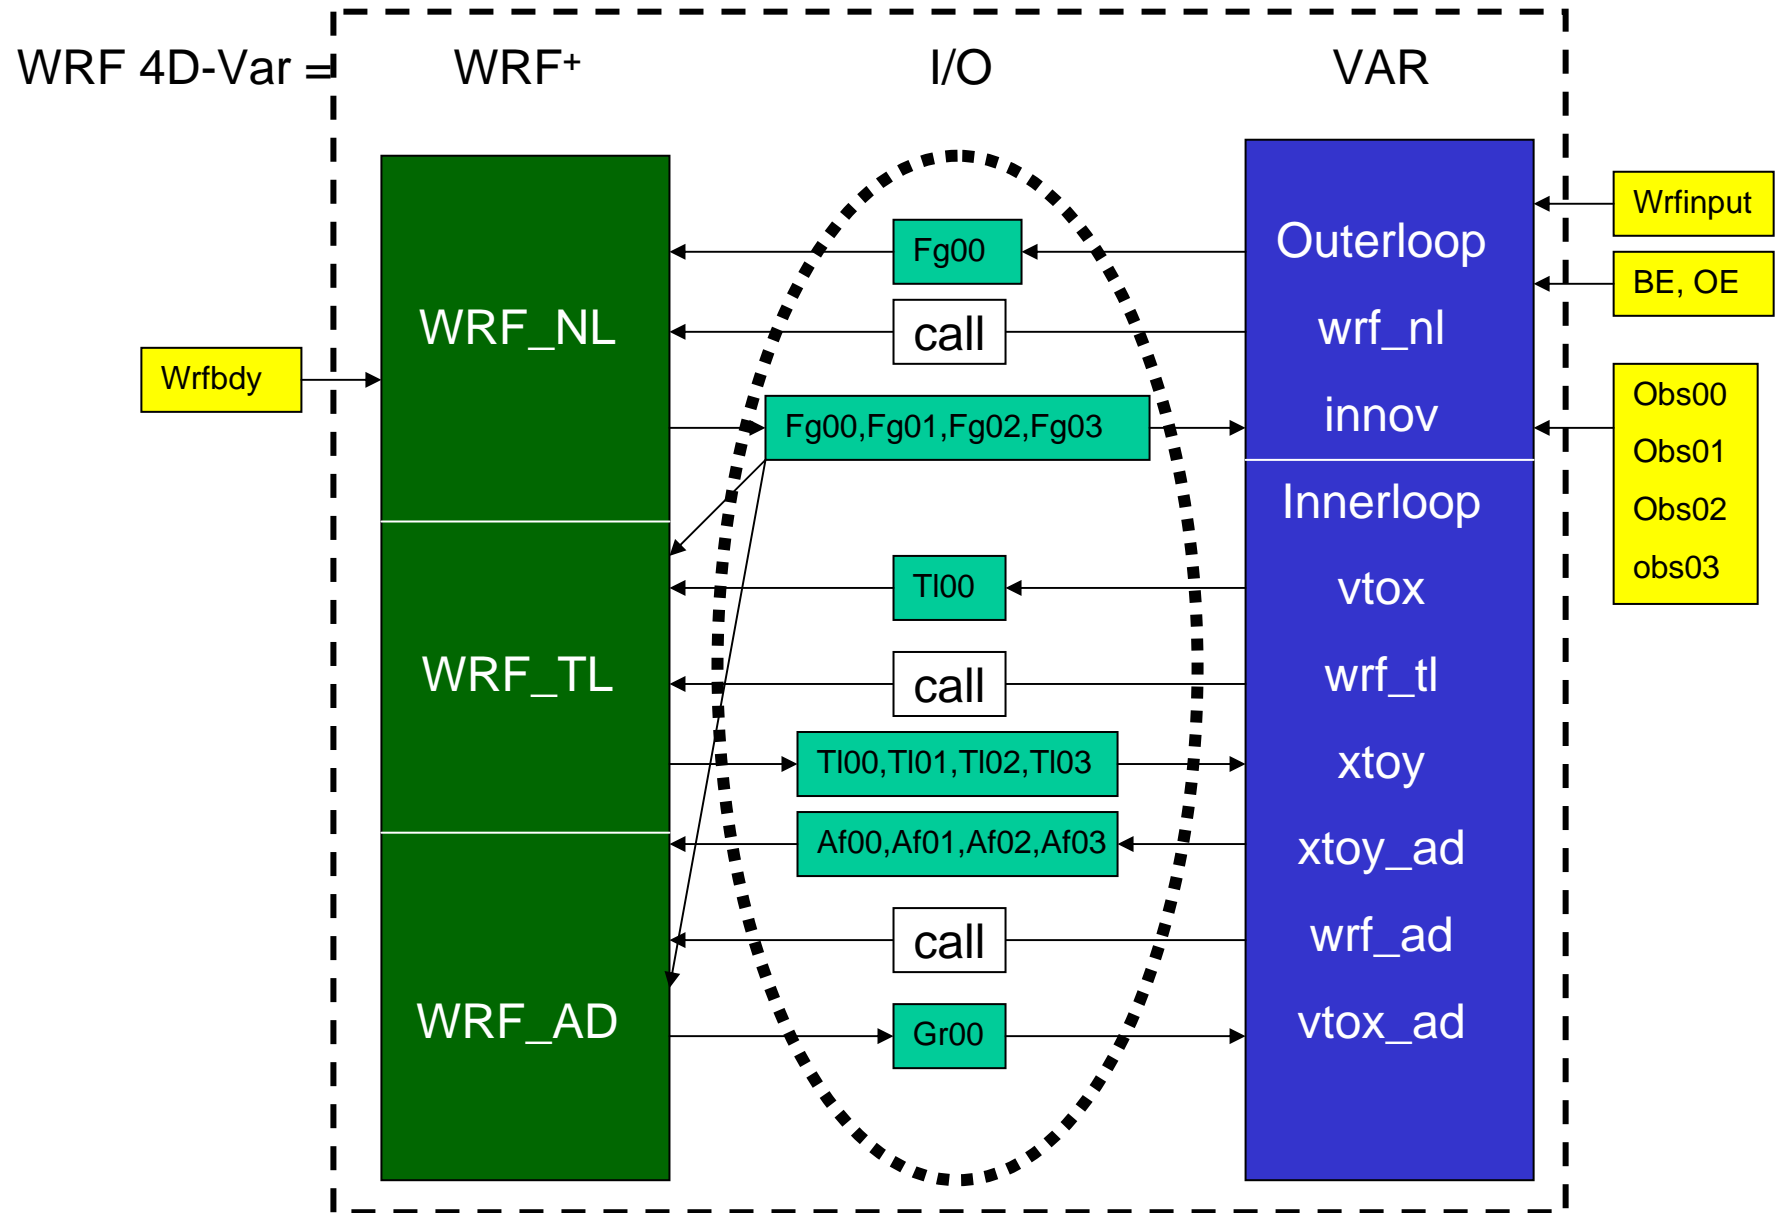 WRF 4D-Var = WRF+ I/O VAR
Wrfinput
Fg00
Outerloop
BE, OE
WRF_NL
call
wrf_nl
Wrfbdy
Fg00,Fg01,Fg02,Fg03
innov
Obs00
Obs01
Obs02
obs03
Innerloop
Tl00
vtox
WRF_TL
call
wrf_tl
Tl00,Tl01,Tl02,Tl03
xtoy
Af00,Af01,Af02,Af03
xtoy_ad
call
wrf_ad
WRF_AD
Gr00
vtox_ad